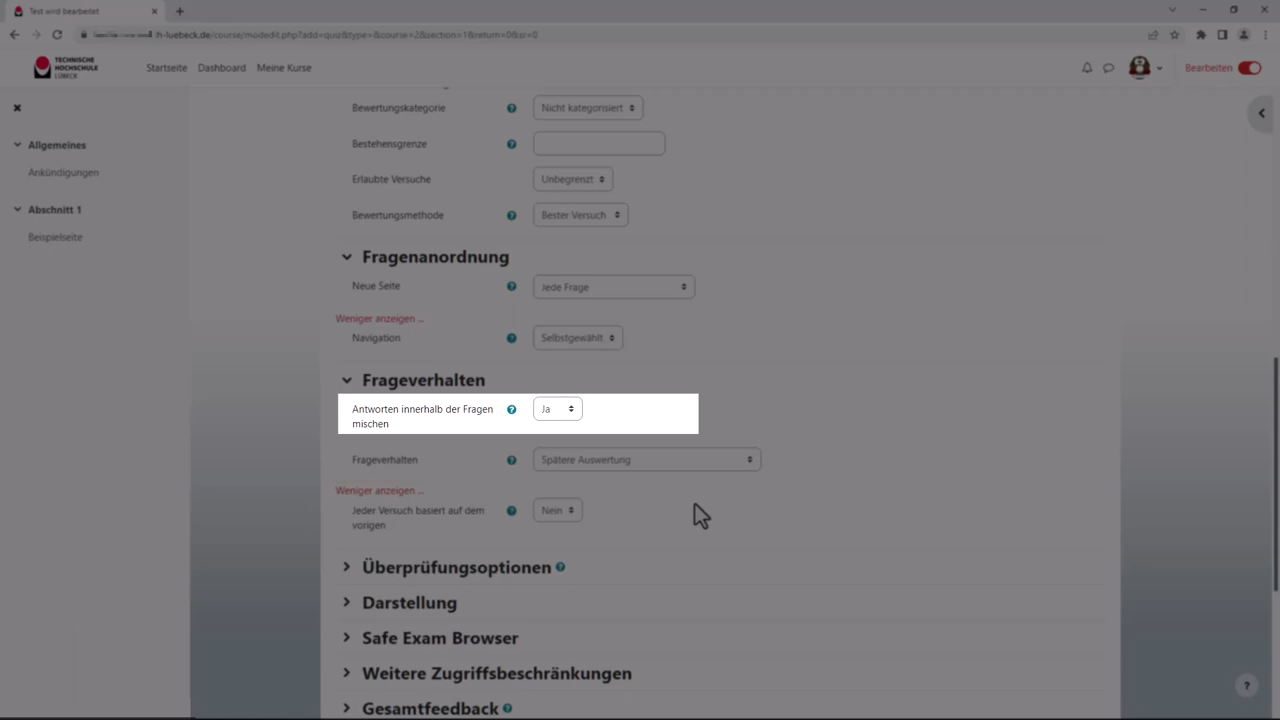 Test wird bearbeitet
th-luebeck.de/course/modedit.php?add=quiz&type=&course=2&section=1&return=0&sr=0
TECHNISCHE
HOCHSCHULE
LÜBECK
Startseite
Dashboard
Meine Kurse
Bearbeiten
Allgemeines
Ankündigungen
Abschnitt 1
Beispielseite
Bewertungskategorie
Nicht kategorisiert
Bestehensgrenze
Erlaubte Versuche
Unbegrenzt
Bewertungsmethode
Bester Versuch
Fragenanordnung
Neue Seite
Jede Frage
Weniger anzeigen ...
Navigation
Selbstgewählt
Frageverhalten
Antworten innerhalb der Fragen
mischen
Ja
Frageverhalten
Spätere Auswertung
Weniger anzeigen ...
Jeder Versuch basiert auf dem
vorigen
Nein
Überprüfungsoptionen
Darstellung
Safe Exam Browser
Weitere Zugriffsbeschränkungen
Gesamtfeedback